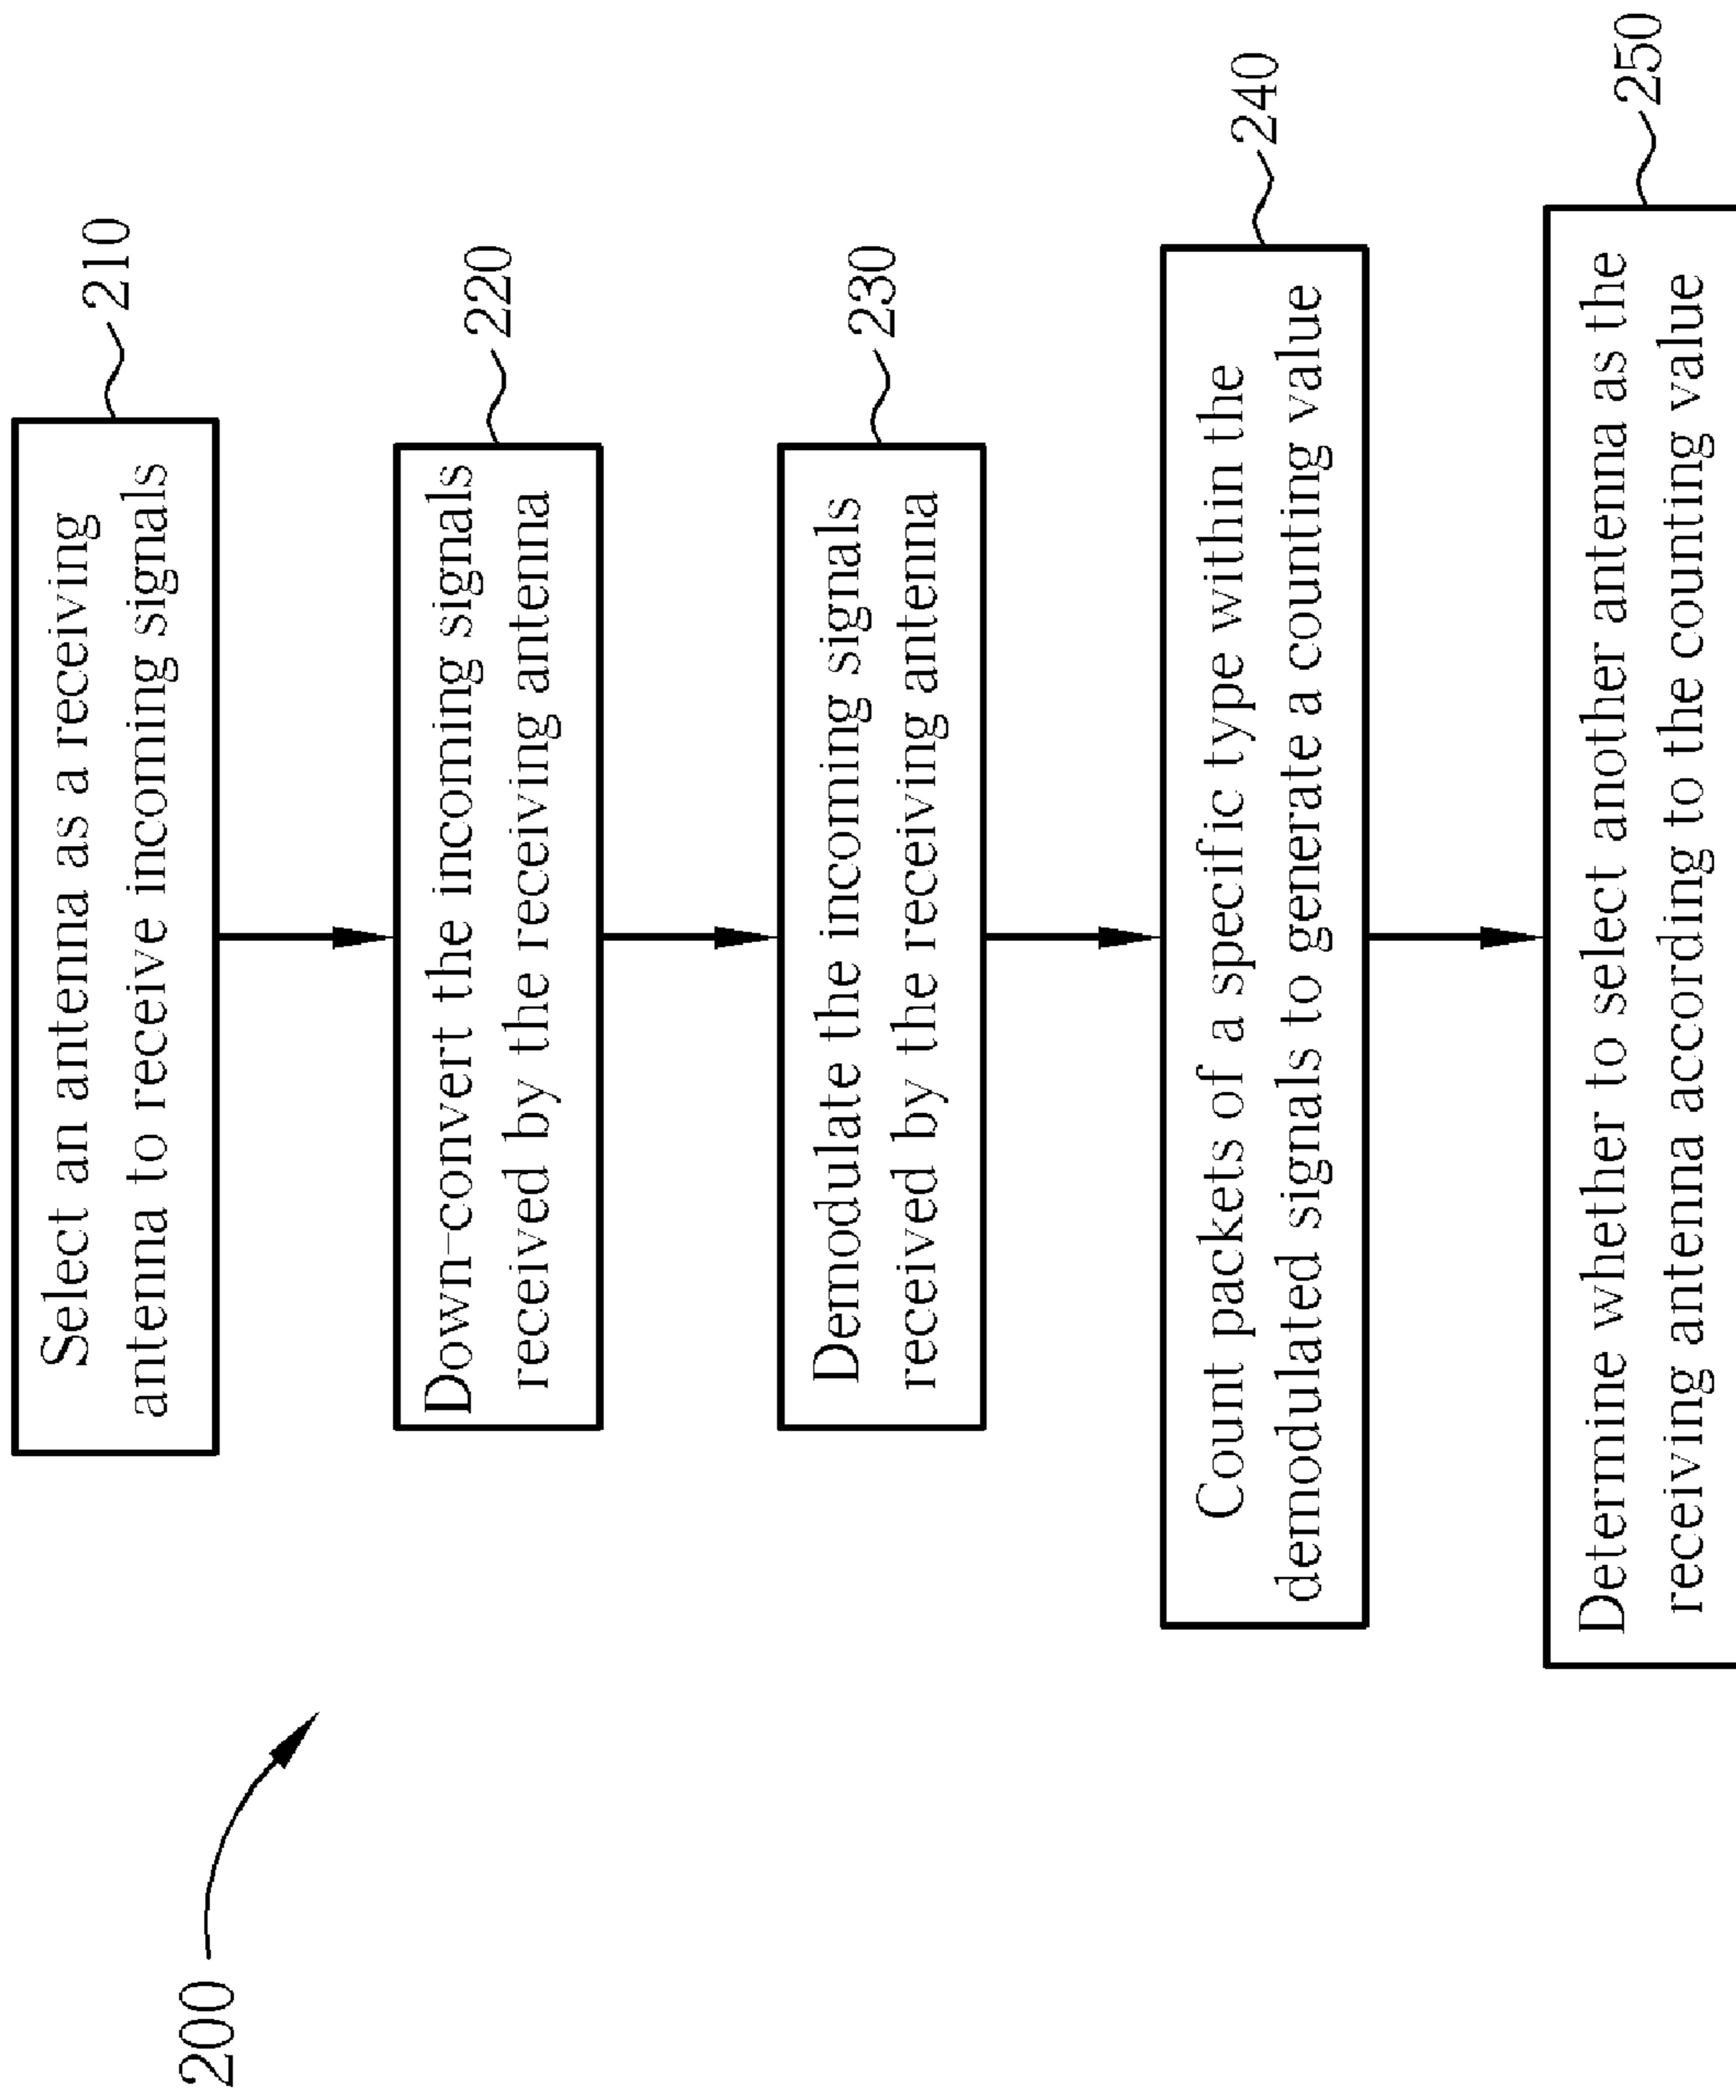 200
Select an antenna as a receiving
antenna to receive incoming signals
210
Down-convert the incoming signals
received by the receiving antenna
220
Demodulate the incoming signals
received by the receiving antenna
230
Count packets of a specific type within the
demodulated signals to generate a counting value
240
Determine whether to select another antenna as the
receiving antenna according to the counting value
250